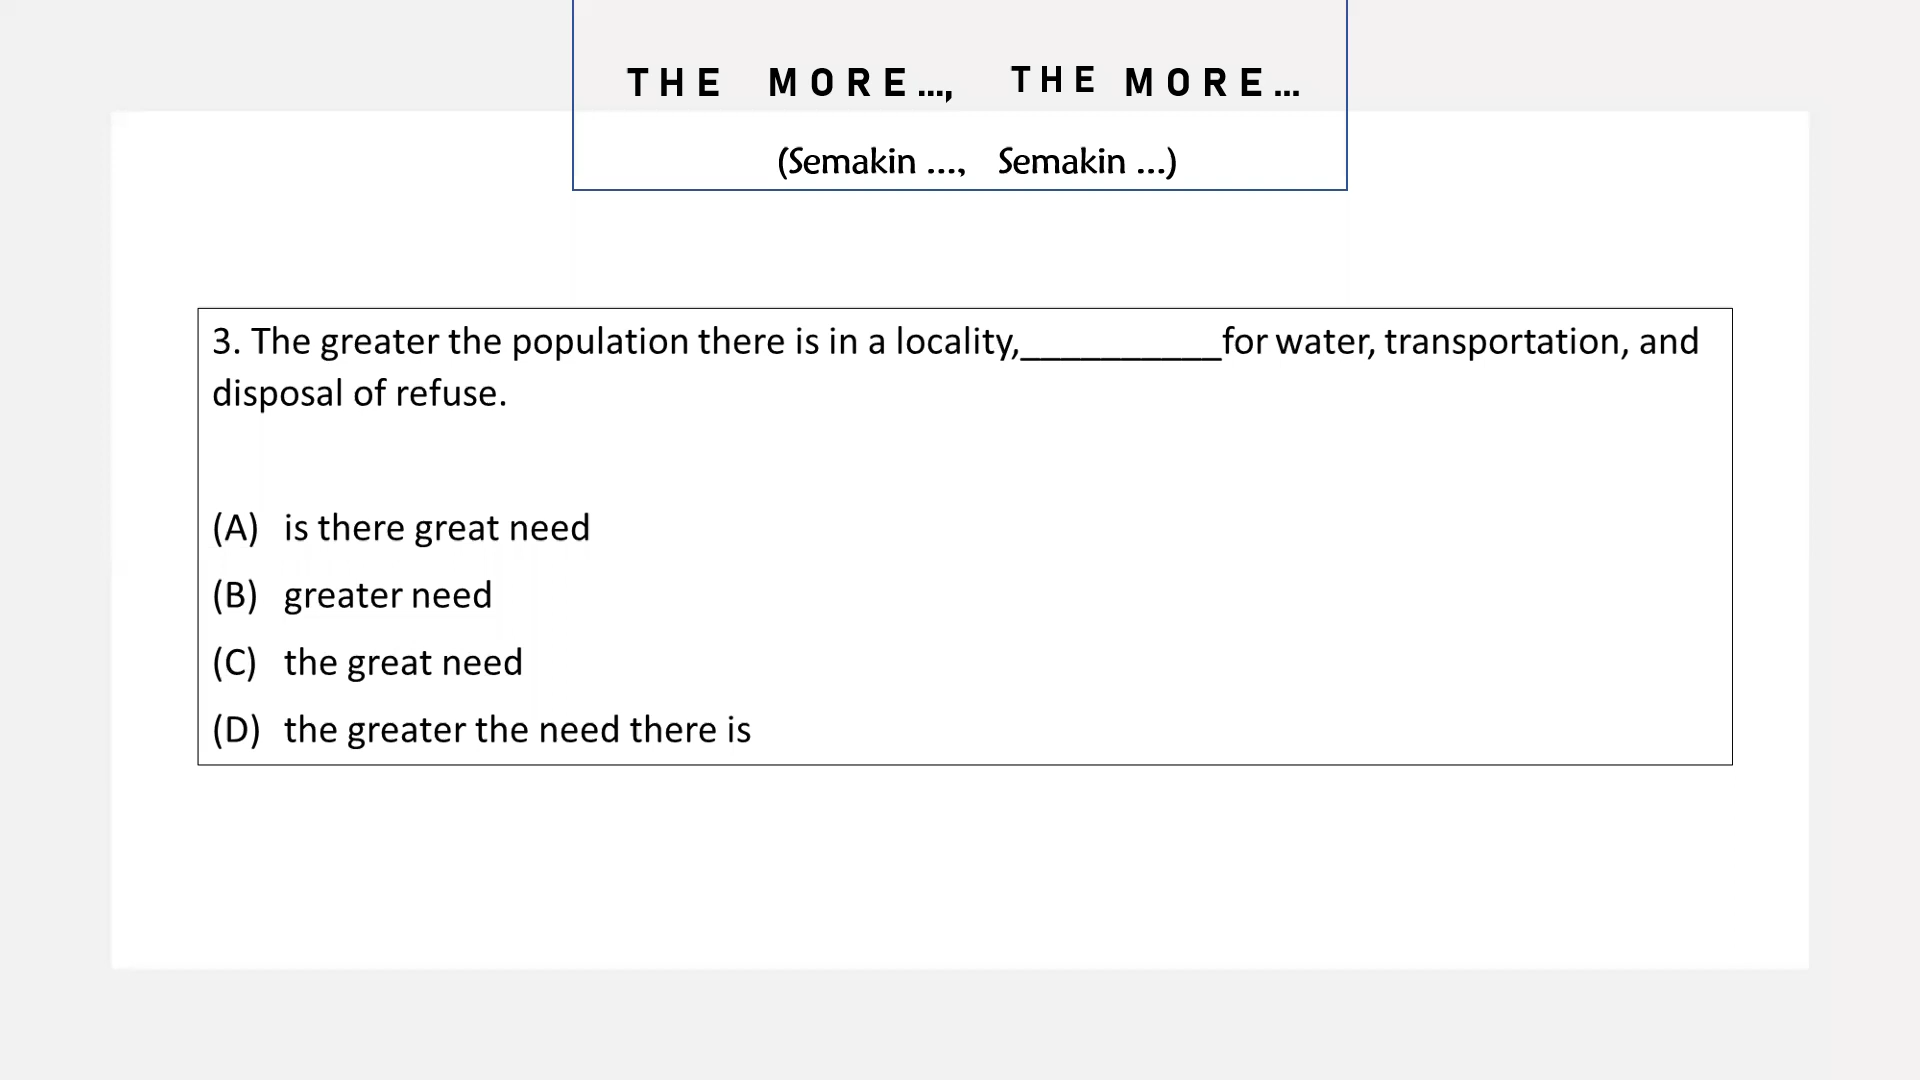 THE MORE..., THE MORE...
(Semakin ..., Semakin ...)
3. The greater the population there is in a locality,__________for water, transportation, and
disposal of refuse.
(A) is there great need
(B) greater need
(C) the great need
(D) the greater the need there is